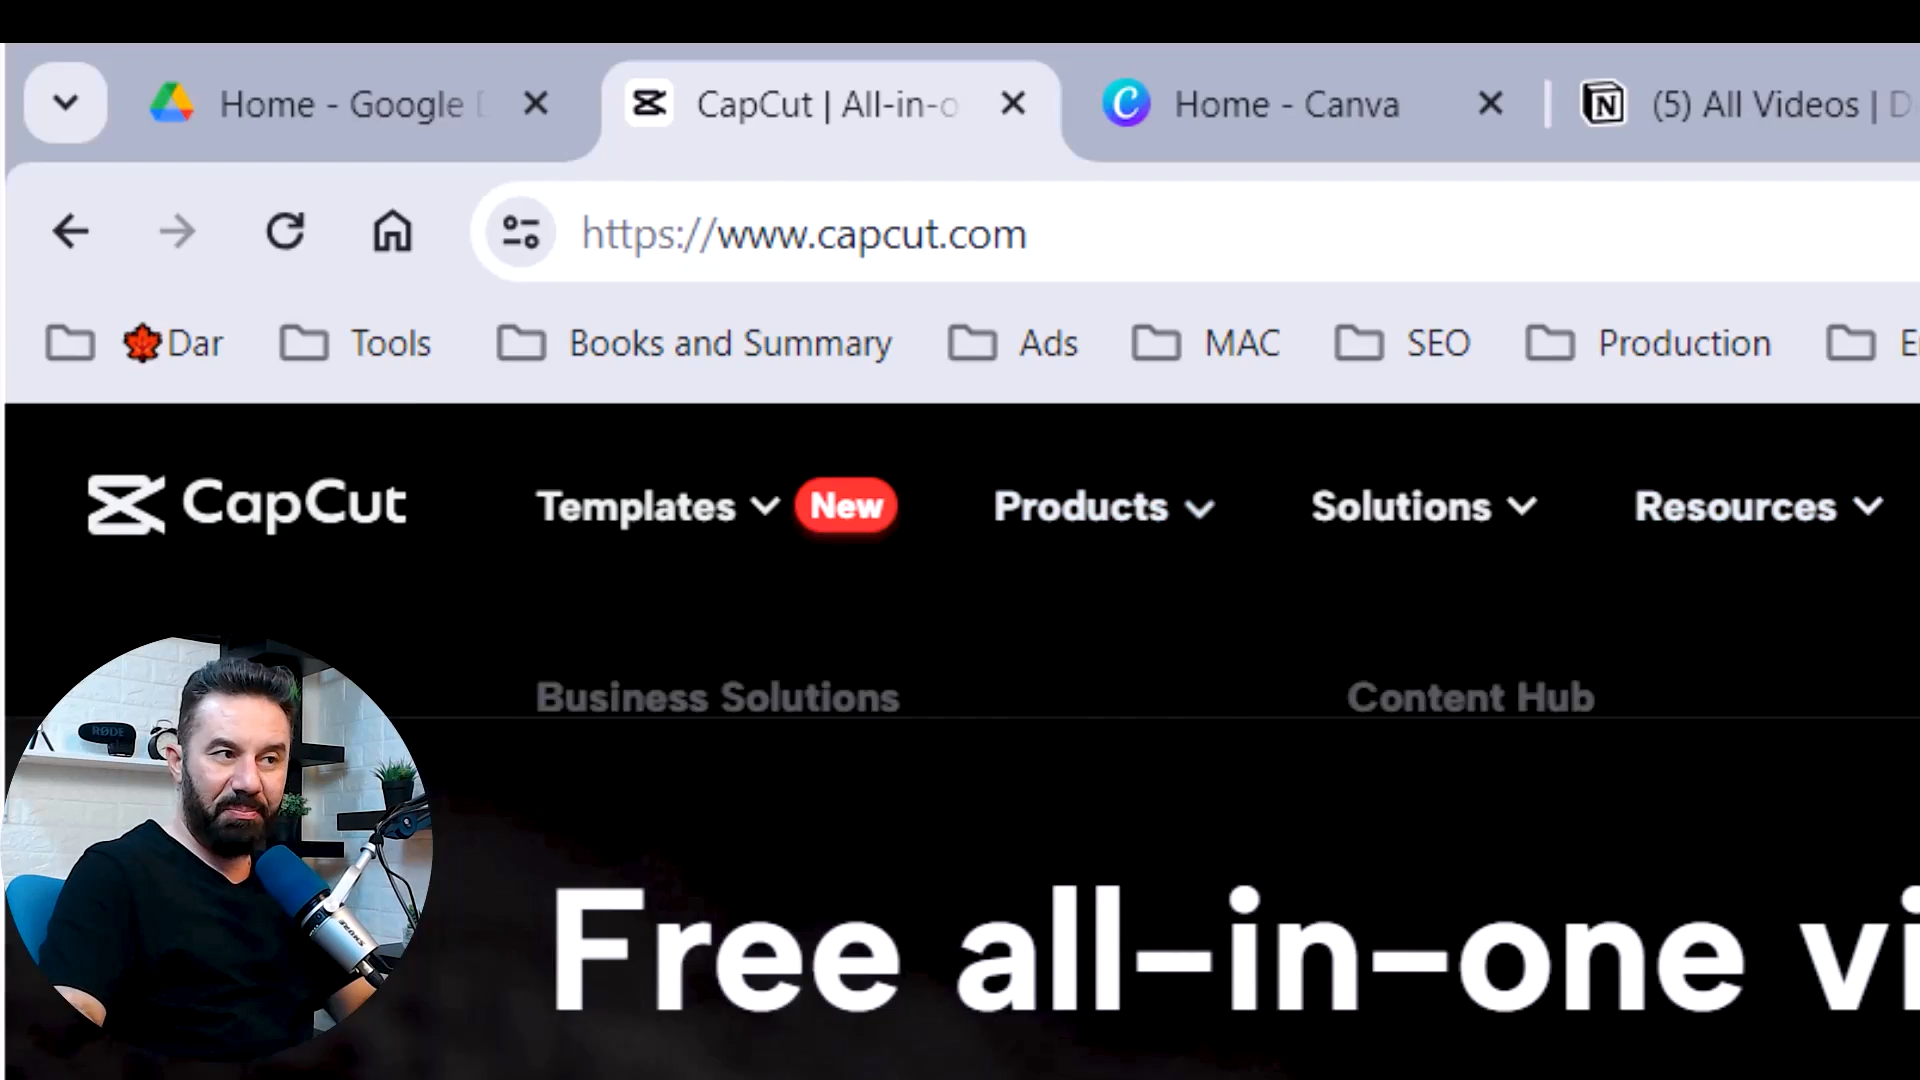 Home - Google
CapCut | All-in-o
Home - Canva
(5) All Videos | D
https://www.capcut.com
Dar
Tools
Books and Summary
Ads
MAC
SEO
Production
CapCut
Templates
New
Products
Solutions
Resources
Business Solutions
Content Hub
RØDE
Free all-in-one vi
SHURE